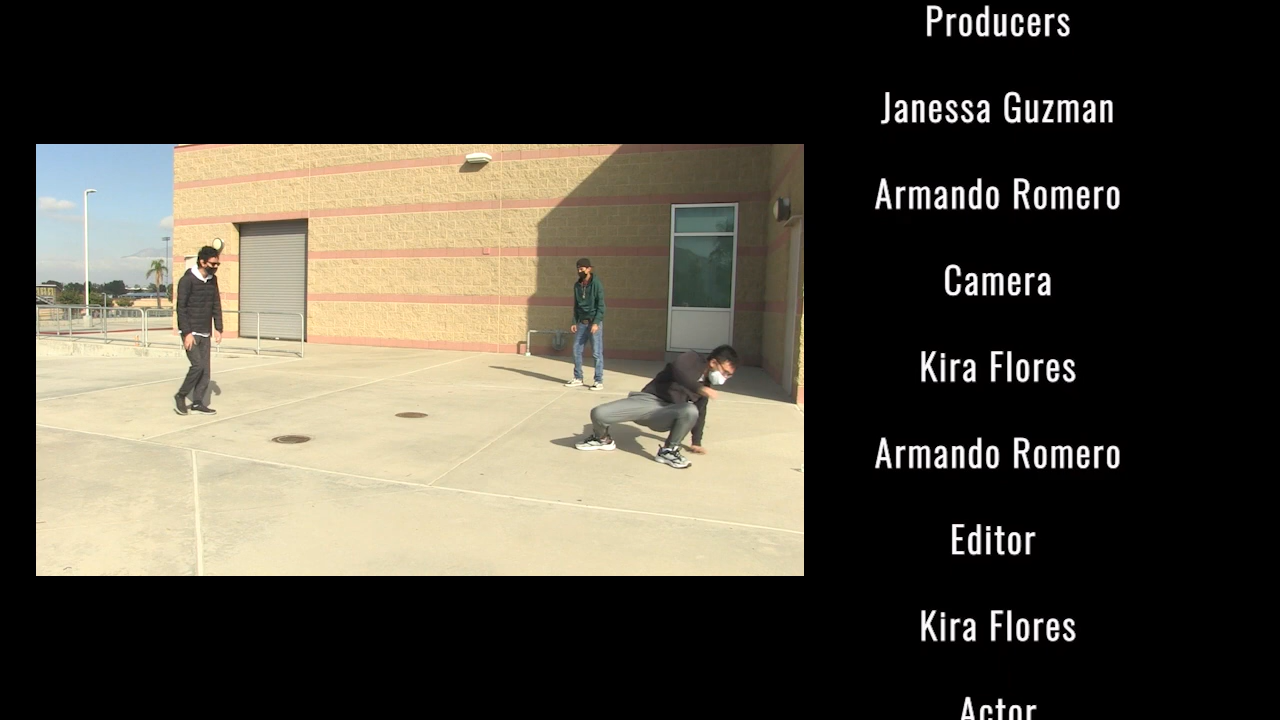 Producers
Janessa Guzman
Armando Romero
Camera
Kira Flores
Armando Romero
Editor
Kira Flores
Actor